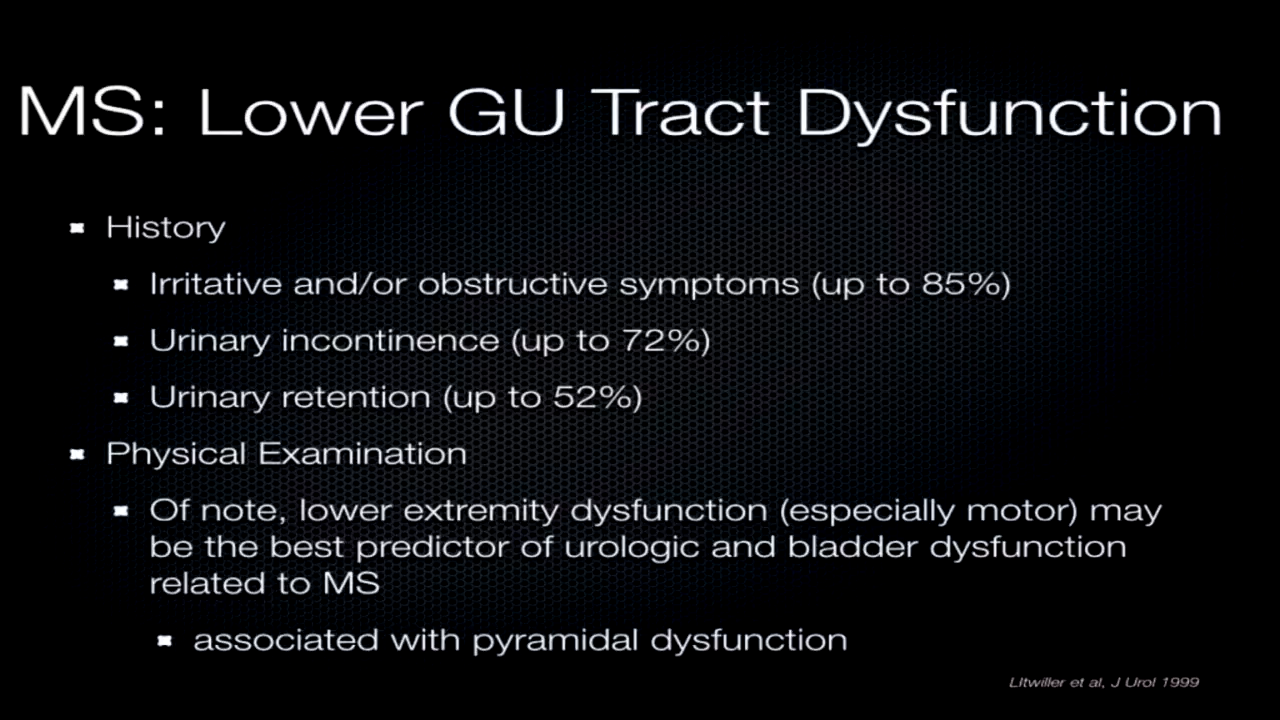 MS: Lower GU Tract Dysfunction
History
Irritative and/or obstructive symptoms (up to 85%)
Urinary incontinence (up to 72%)
Urinary retention (up to 52%)
Physical Examination
Of note, lower extremity dysfunction (especially motor) may
be the best predictor of urologic and bladder dysfunction
related to MS
associated with pyramidal dysfunction
LItwiller et al, J Urol 1999